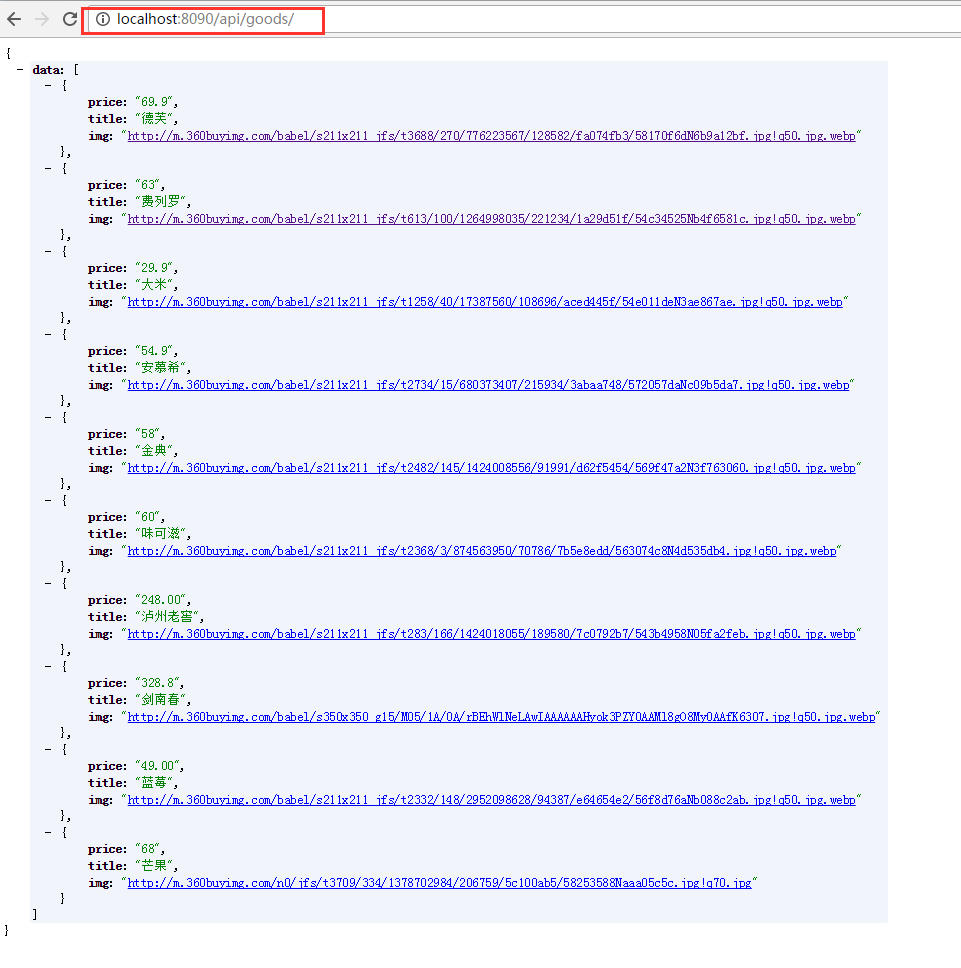 localhost:8090/api/goods/
{
− data: [
− {
price: "69.9",
title: "德芙",
img: "http://m.360buyimg.com/babel/s211x211_jfs/t3688/270/776223567/128582/fa074fb3/58170f6dN6b9a12bf.jpg!q50.jpg.webp"
},
− {
price: "63",
title: "费列罗",
img: "http://m.360buyimg.com/babel/s211x211_jfs/t613/100/1264998035/221234/1a29d51f/54c34525Nb4f6581c.jpg!q50.jpg.webp"
},
− {
price: "29.9",
title: "大米",
img: "http://m.360buyimg.com/babel/s211x211_jfs/t1258/40/17387560/108696/aced445f/54e011deN3ae867ae.jpg!q50.jpg.webp"
},
− {
price: "54.9",
title: "安慕希",
img: "http://m.360buyimg.com/babel/s211x211_jfs/t2734/15/680373407/215934/3abaa748/572057daNc09b5da7.jpg!q50.jpg.webp"
},
− {
price: "58",
title: "金典",
img: "http://m.360buyimg.com/babel/s211x211_jfs/t2482/145/1424008556/91991/d62f5454/569f47a2N3f763060.jpg!q50.jpg.webp"
},
− {
price: "60",
title: "味可滋",
img: "http://m.360buyimg.com/babel/s211x211_jfs/t2368/3/874563950/70786/7b5e8edd/563074c8N4d535db4.jpg!q50.jpg.webp"
},
− {
price: "248.00",
title: "泸州老窖",
img: "http://m.360buyimg.com/babel/s211x211_jfs/t283/166/1424018055/189580/7c0792b7/543b4958N05fa2feb.jpg!q50.jpg.webp"
},
− {
price: "328.8",
title: "剑南春",
img: "http://m.360buyimg.com/babel/s350x350_g15/M05/1A/0A/rBEhWlNeLAwIAAAAAAHyok3PZY0AAMl8gO8My0AAfK6307.jpg!q50.jpg.webp"
},
− {
price: "49.00",
title: "蓝莓",
img: "http://m.360buyimg.com/babel/s211x211_jfs/t2332/148/2952098628/94387/e64654e2/56f8d76aNb088c2ab.jpg!q50.jpg.webp"
},
− {
price: "68",
title: "芒果",
img: "http://m.360buyimg.com/n0/jfs/t3709/334/1378702984/206759/5c100ab5/58253588Naaa05c5c.jpg!q70.jpg"
}
]
}